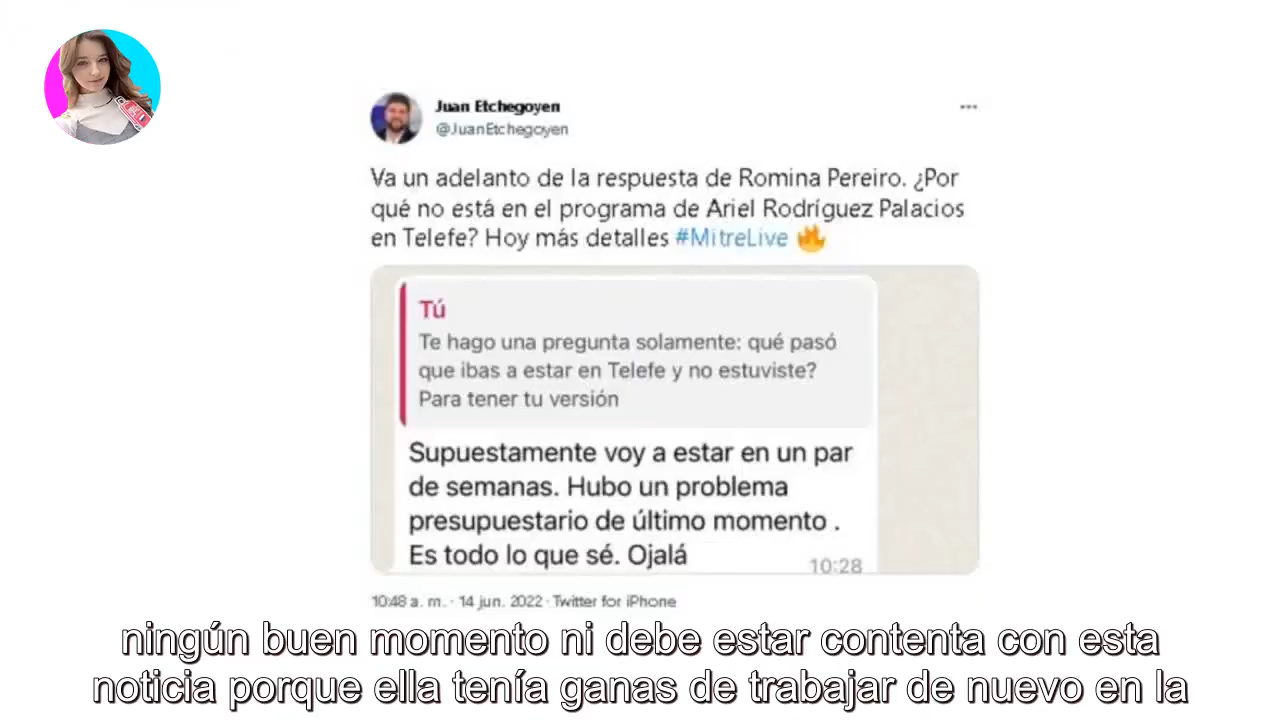 Juan Etchegoyen
@JuanEtchegoyen
Va un adelanto de la respuesta de Romina Pereiro. ¿Por
qué no está en el programa de Ariel Rodríguez Palacios
en Telefe? Hoy más detalles #MitreLive 🔥
Tú
Te hago una pregunta solamente: qué pasó
que ibas a estar en Telefe y no estuviste?
Para tener tu versión
Supuestamente voy a estar en un par
de semanas. Hubo un problema
presupuestario de último momento .
Es todo lo que sé. Ojalá
10:28
10:48 a. m. · 14 jun. 2022 · Twitter for iPhone
ningún buen momento ni debe estar contenta con esta
noticia porque ella tenía ganas de trabajar de nuevo en la